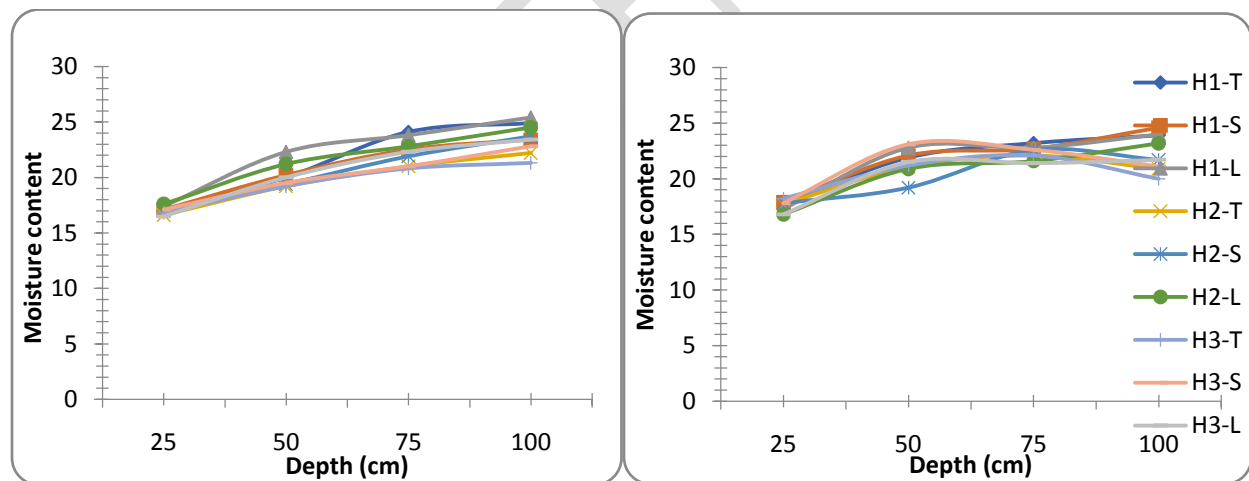 30
25
20
15
10
5
0
Moisture content
25 50 75 100
Depth (cm)
30
25
20
15
10
5
0
Moisture content
25 50 75 100
Depth (cm)
H1-T
H1-S
H1-L
H2-T
H2-S
H2-L
H3-T
H3-S
H3-L